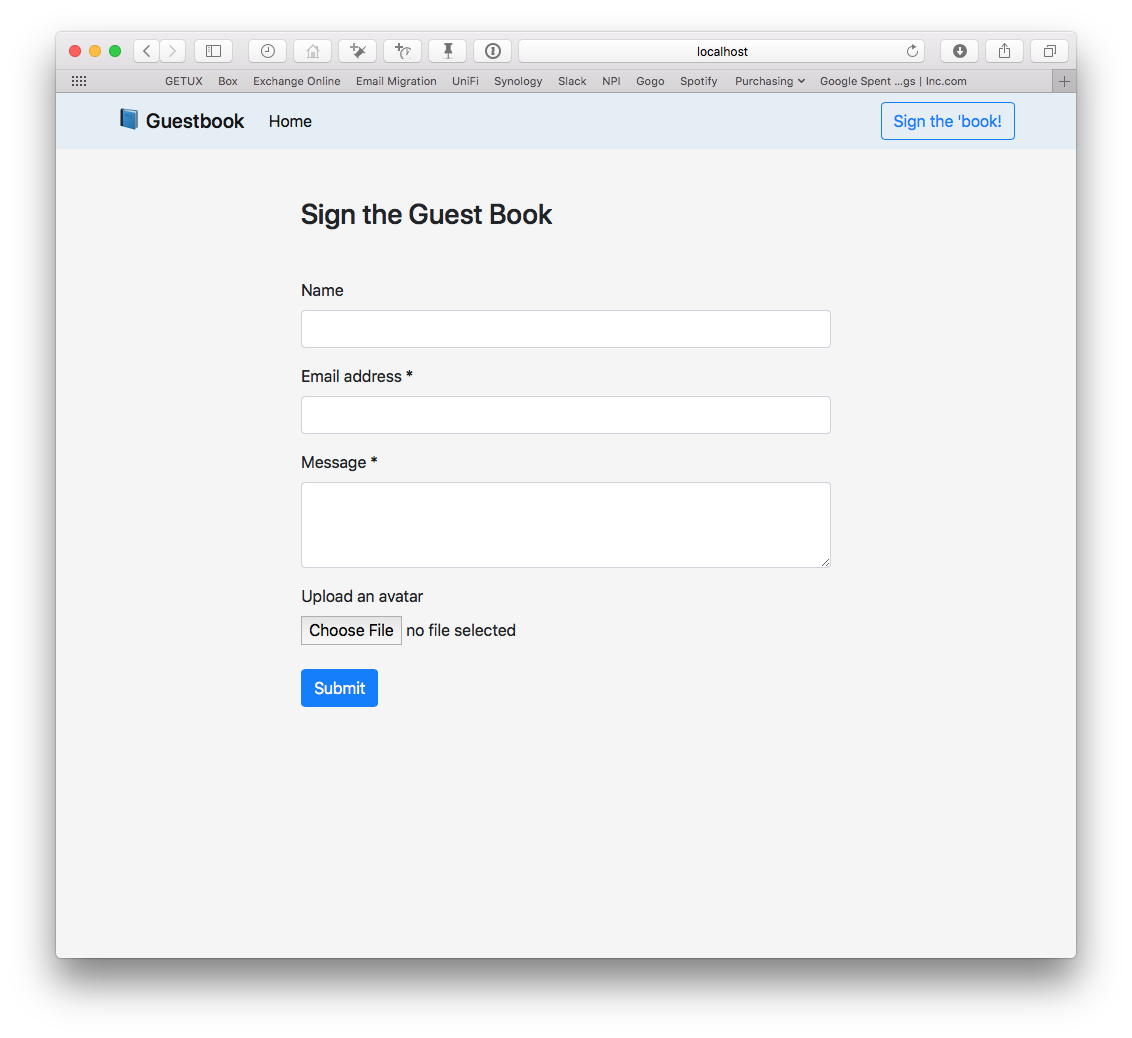 localhost
GETUX Box Exchange Online Email Migration UniFi Synology Slack NPI Gogo Spotify Purchasing Google Spent ...gs | Inc.com
Guestbook Home Sign the 'book!
Sign the Guest Book
Name
Email address *
Message *
Upload an avatar
Choose File no file selected
Submit